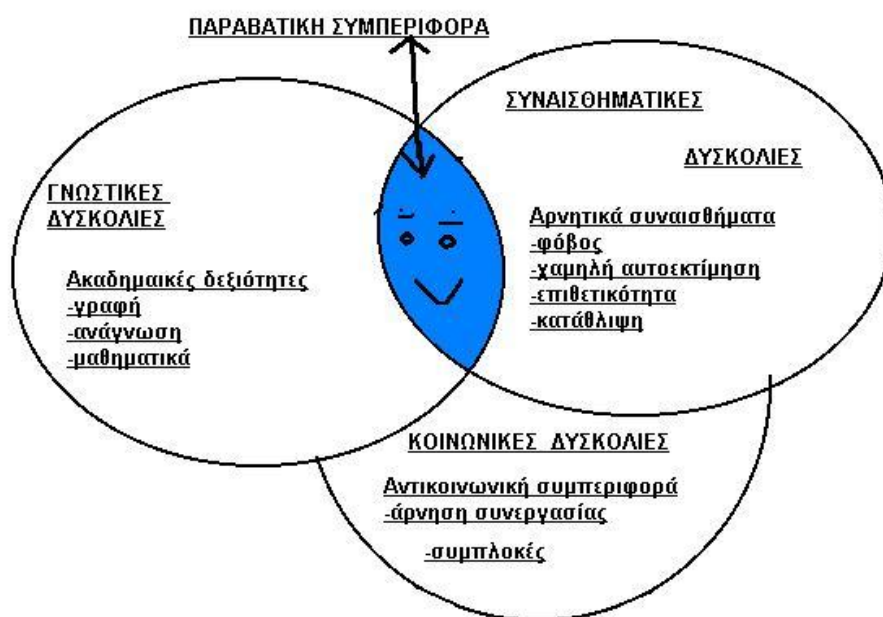 ΠΑΡΑΒΑΤΙΚΗ ΣΥΜΠΕΡΙΦΟΡΑ
ΓΝΩΣΤΙΚΕΣ
ΔΥΣΚΟΛΙΕΣ
Ακαδημαικές δεξιότητες
-γραφή
-ανάγνωση
-μαθηματικά
ΣΥΝΑΙΣΘΗΜΑΤΙΚΕΣ
ΔΥΣΚΟΛΙΕΣ
Αρνητικά συναισθήματα
-φόβος
-χαμηλή αυτοεκτίμηση
-επιθετικότητα
-κατάθλιψη
ΚΟΙΝΩΝΙΚΕΣ ΔΥΣΚΟΛΙΕΣ
Αντικοινωνική συμπεριφορά
-άρνηση συνεργασίας
-συμπλοκές